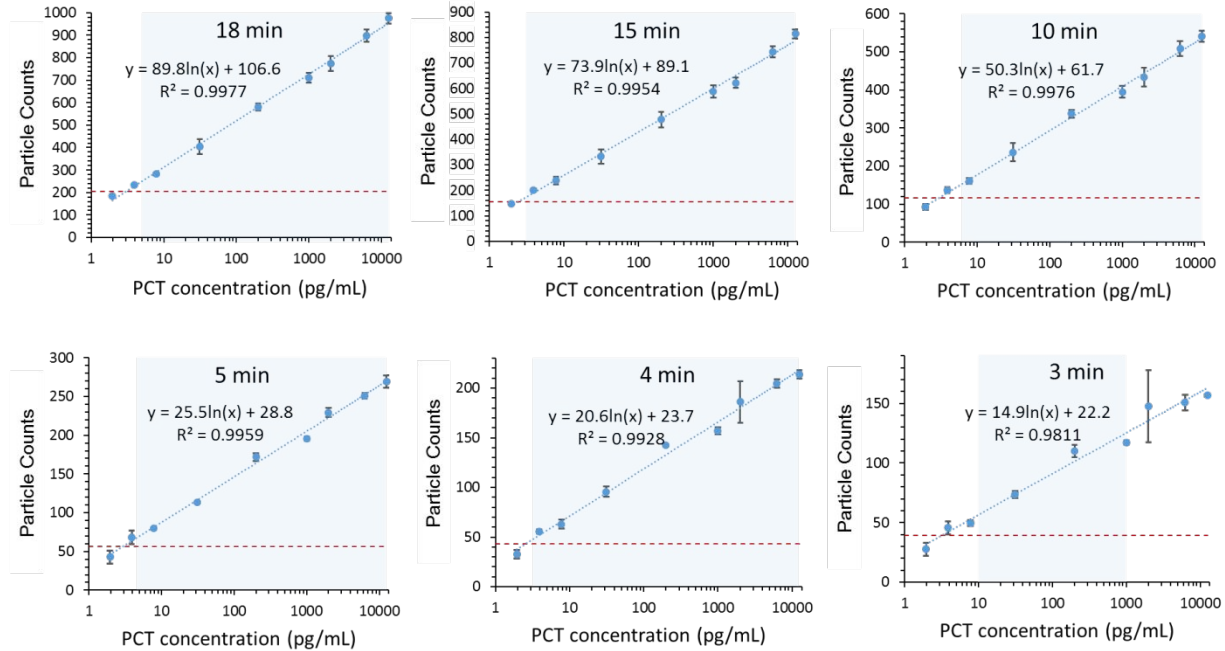 18 min
y = 89.8ln(x) + 106.6
R² = 0.9977
Particle Counts
1000
900
800
700
600
500
400
300
200
100
0
1
10
100
1000
10000
PCT concentration (pg/mL)
15 min
y = 73.9ln(x) + 89.1
R² = 0.9954
Particle Counts
900
800
700
600
500
400
300
200
100
0
1
10
100
1000
10000
PCT concentration (pg/mL)
10 min
y = 50.3ln(x) + 61.7
R² = 0.9976
Particle Counts
600
500
400
300
200
100
0
1
10
100
1000
10000
PCT concentration (pg/mL)
5 min
y = 25.5ln(x) + 28.8
R² = 0.9959
Particle Counts
300
250
200
150
100
50
0
1
10
100
1000
10000
PCT concentration (pg/mL)
4 min
y = 20.6ln(x) + 23.7
R² = 0.9928
Particle Counts
200
150
100
50
0
1
10
100
1000
10000
PCT concentration (pg/mL)
3 min
y = 14.9ln(x) + 22.2
R² = 0.9811
Particle Counts
150
100
50
0
1
10
100
1000
10000
PCT concentration (pg/mL)